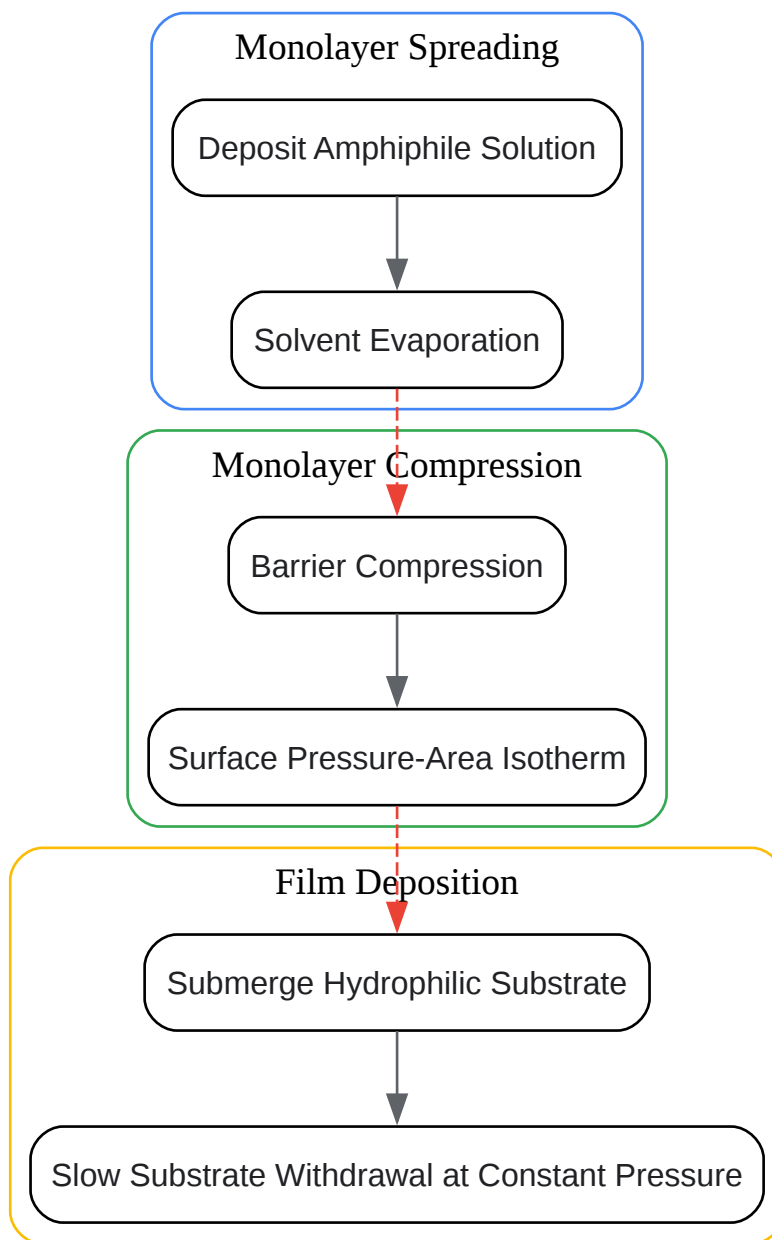 Monolayer Spreading
Deposit Amphiphile Solution
Solvent Evaporation
Monolayer Compression
Barrier Compression
Surface Pressure-Area Isotherm
Film Deposition
Submerge Hydrophilic Substrate
Slow Substrate Withdrawal at Constant Pressure